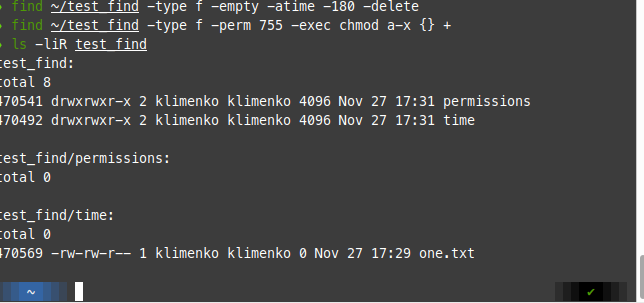 find ~/test_find -type f -empty -atime -180 -delete
find ~/test_find -type f -perm 755 -exec chmod a-x {} +
ls -liR test_find
test_find:
total 8
470541 drwxrwxr-x 2 klimenko klimenko 4096 Nov 27 17:31 permissions
470492 drwxrwxr-x 2 klimenko klimenko 4096 Nov 27 17:31 time
test_find/permissions:
total 0
test_find/time:
total 0
470569 -rw-rw-r-- 1 klimenko klimenko 0 Nov 27 17:29 one.txt
~ ✔